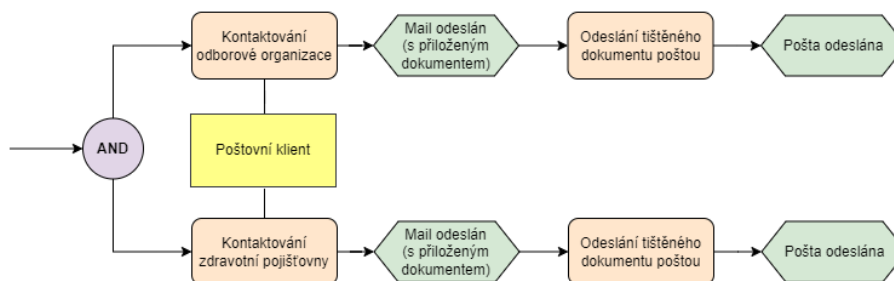 Kontaktování
odborové organizace
Mail odeslán
(s přiloženým
dokumentem)
Odeslání tištěného
dokumentu poštou
Pošta odeslána
AND
Poštovní klient
Kontaktování
zdravotní pojišťovny
Mail odeslán
(s přiloženým
dokumentem)
Odeslání tištěného
dokumentu poštou
Pošta odeslána